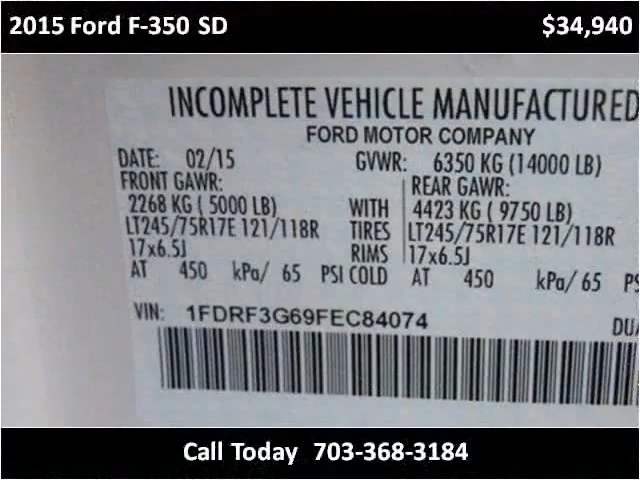 2015 Ford F-350 SD $34,940
INCOMPLETE VEHICLE MANUFACTURED
FORD MOTOR COMPANY
DATE: 02/15 GVWR: 6350 KG (14000 LB)
FRONT GAWR: REAR GAWR:
2268 KG ( 5000 LB) WITH 4423 KG ( 9750 LB)
LT245/75R17E 121/118R TIRES LT245/75R17E 121/118R
17x6.5J RIMS 17x6.5J
AT 450 kPa/ 65 PSI COLD AT 450 kPa/ 65 PS
VIN: 1FDRF3G69FEC84074
DUA
Call Today 703-368-3184